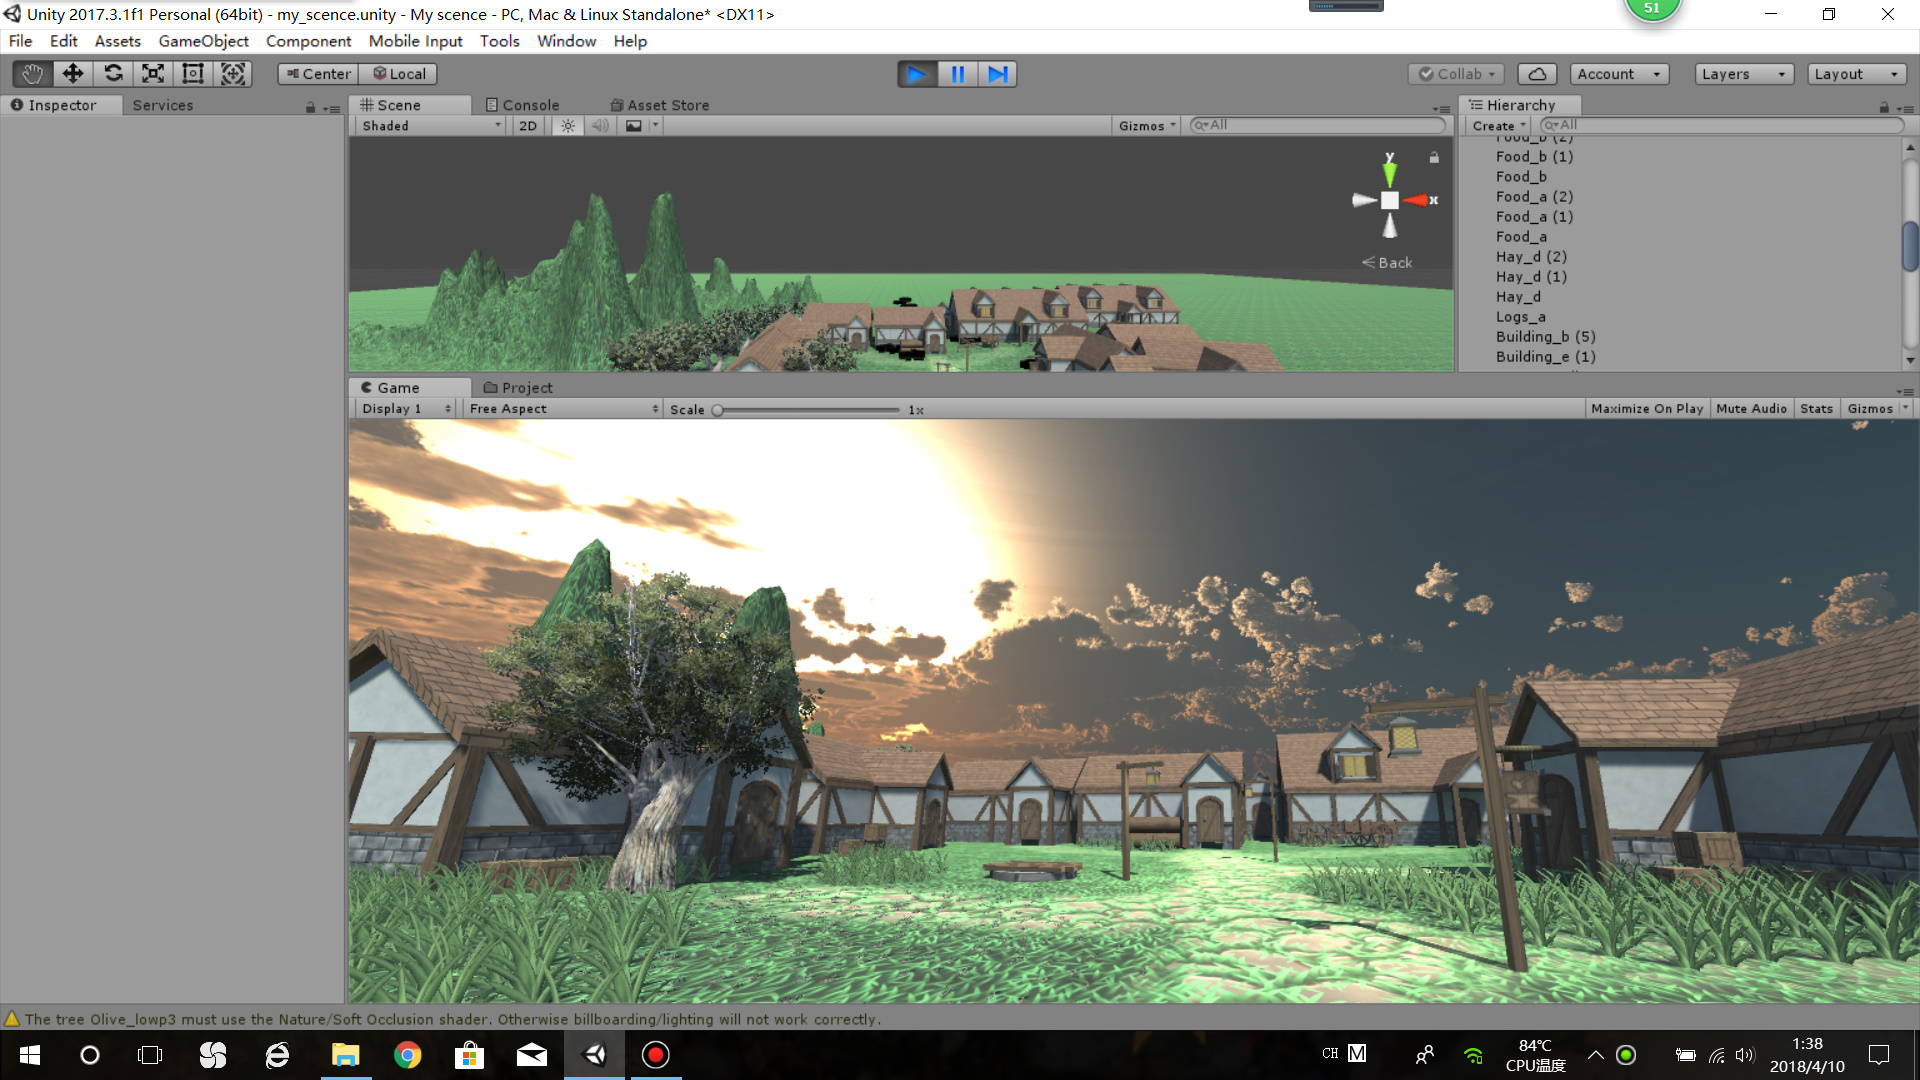 Unity 2017.3.1f1 Personal (64bit) - my_scence.unity - My scence - PC, Mac & Linux Standalone* <DX11>
51
File Edit Assets GameObject Component Mobile Input Tools Window Help
Center Local Collab Account Layers Layout
Inspector Services Scene Console Asset Store Hierarchy
Shaded 2D Gizmos All Create All
Food_b (2)
Food_b (1)
Food_b
Food_a (2)
Food_a (1)
Food_a
Hay_d (2)
Hay_d (1)
Hay_d
Logs_a
Building_b (5)
Building_e (1)
y
x
Back
Game Project
Display 1 Free Aspect Scale 1x Maximize On Play Mute Audio Stats Gizmos
The tree Olive_lowp3 must use the Nature/Soft Occlusion shader. Otherwise billboarding/lighting will not work correctly.
CH M
84℃
CPU温度
1:38
2018/4/10